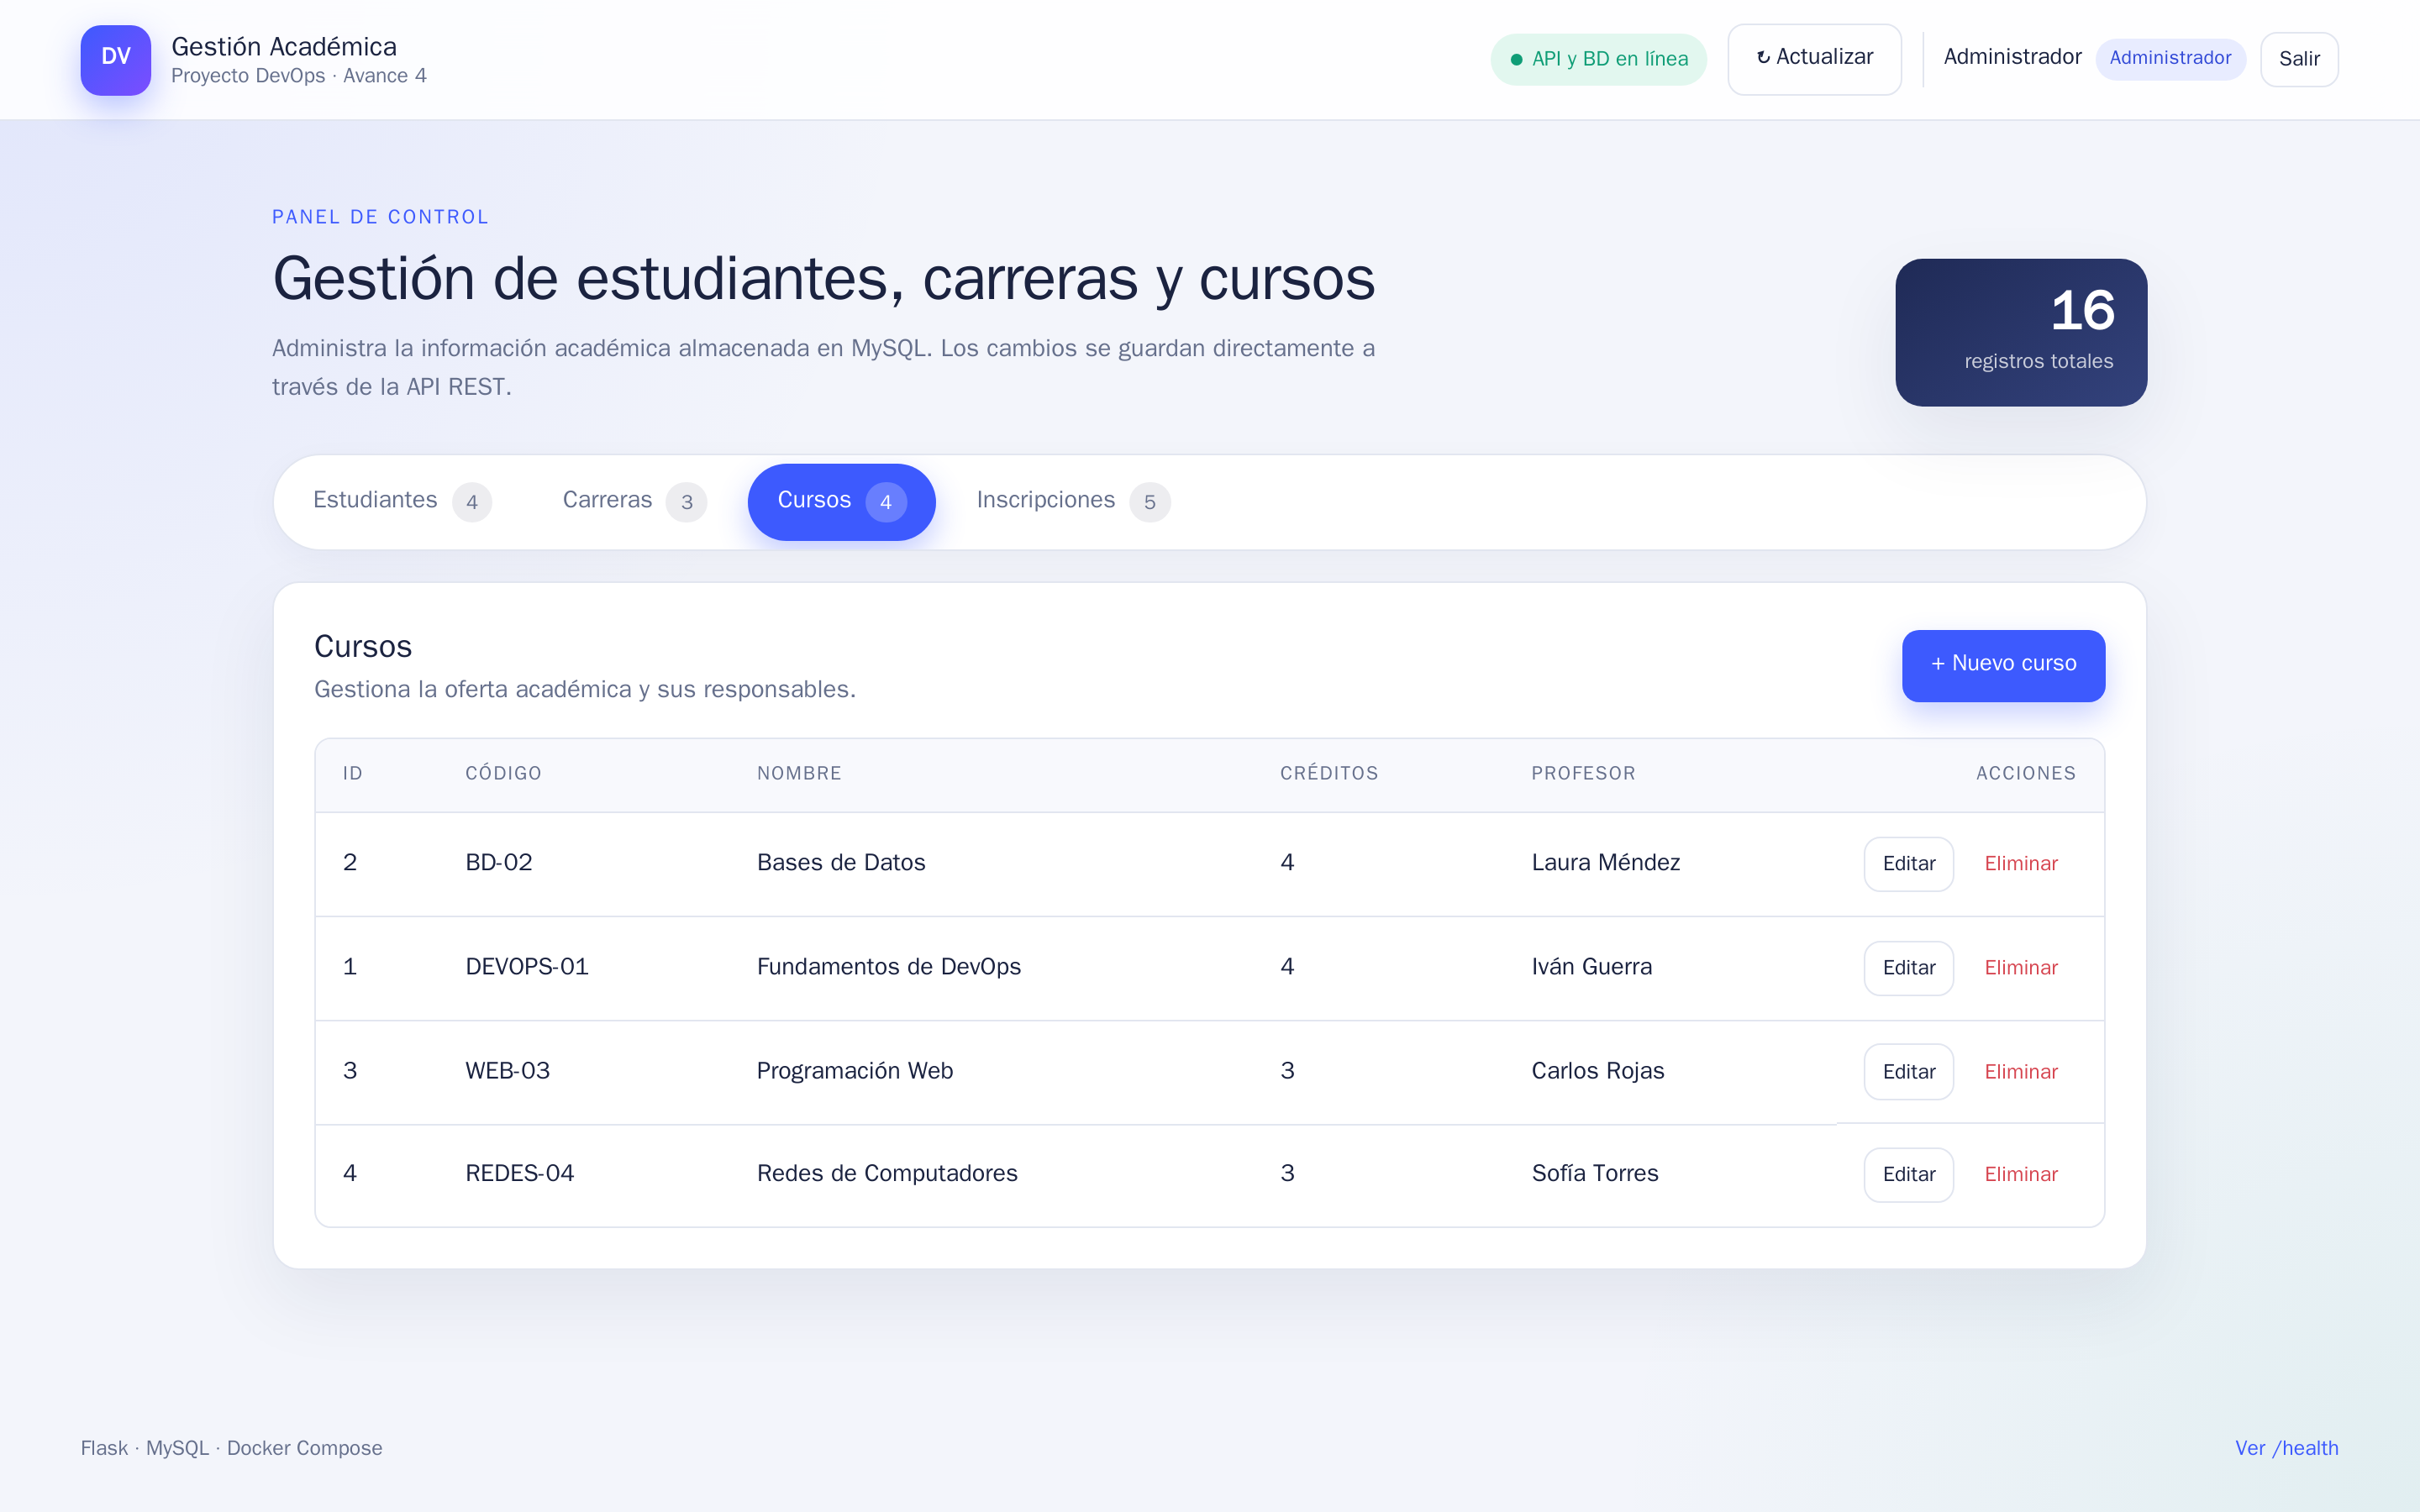 DV
Gestión Académica
Proyecto DevOps · Avance 4
● API y BD en línea
↻ Actualizar
Administrador
Administrador
Salir
PANEL DE CONTROL
Gestión de estudiantes, carreras y cursos
Administra la información académica almacenada en MySQL. Los cambios se guardan directamente a
través de la API REST.
16
registros totales
Estudiantes 4
Carreras 3
Cursos 4
Inscripciones 5
Cursos
Gestiona la oferta académica y sus responsables.
+ Nuevo curso
ID CÓDIGO NOMBRE CRÉDITOS PROFESOR ACCIONES
2 BD-02 Bases de Datos 4 Laura Méndez Editar Eliminar
1 DEVOPS-01 Fundamentos de DevOps 4 Iván Guerra Editar Eliminar
3 WEB-03 Programación Web 3 Carlos Rojas Editar Eliminar
4 REDES-04 Redes de Computadores 3 Sofía Torres Editar Eliminar
Flask · MySQL · Docker Compose
Ver /health